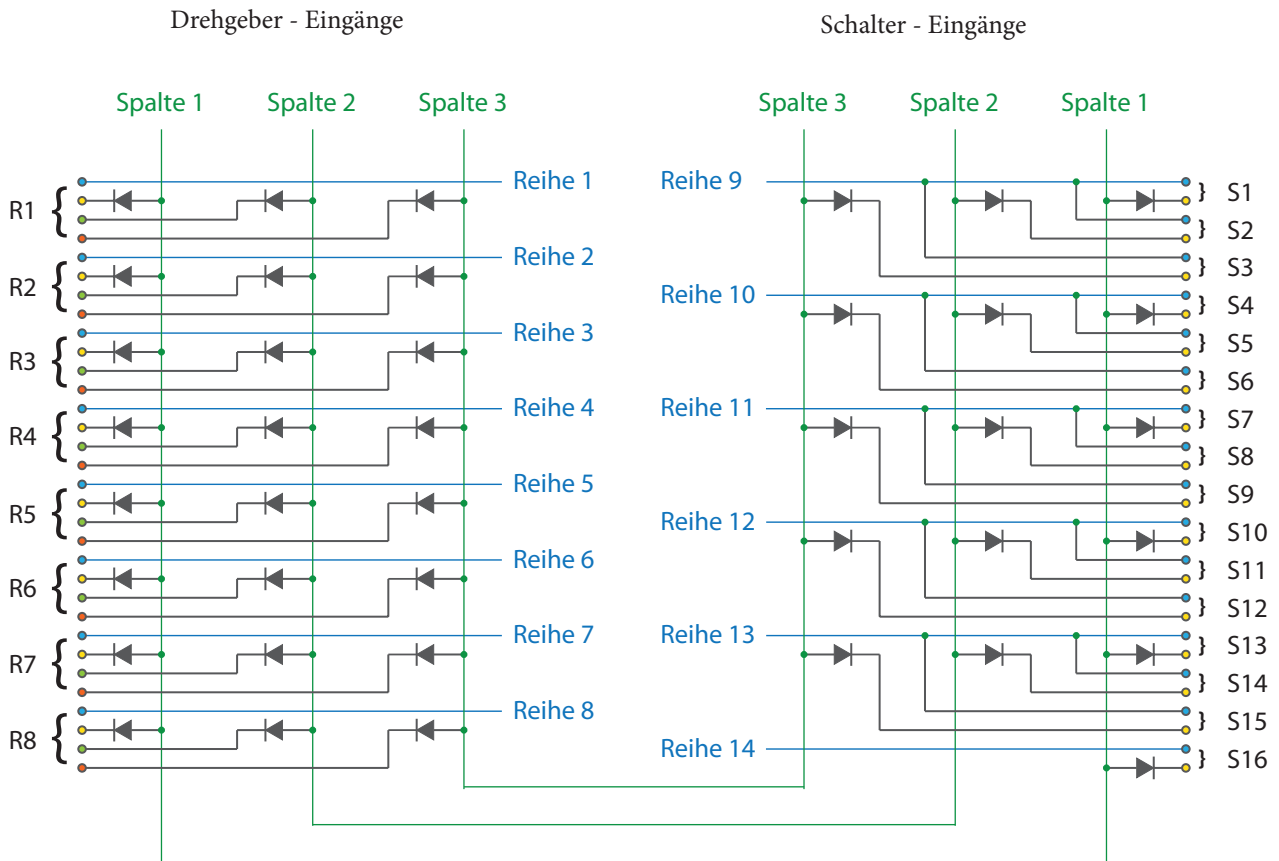 Drehgeber - Eingänge
Schalter - Eingänge
Spalte 1
Spalte 2
Spalte 3
Spalte 3
Spalte 2
Spalte 1
R1 {
Reihe 1
R2 {
Reihe 2
R3 {
Reihe 3
R4 {
Reihe 4
R5 {
Reihe 5
R6 {
Reihe 6
R7 {
Reihe 7
R8 {
Reihe 8
Reihe 9
} S1
} S2
} S3
Reihe 10
} S4
} S5
} S6
Reihe 11
} S7
} S8
} S9
Reihe 12
} S10
} S11
} S12
Reihe 13
} S13
} S14
} S15
Reihe 14
} S16